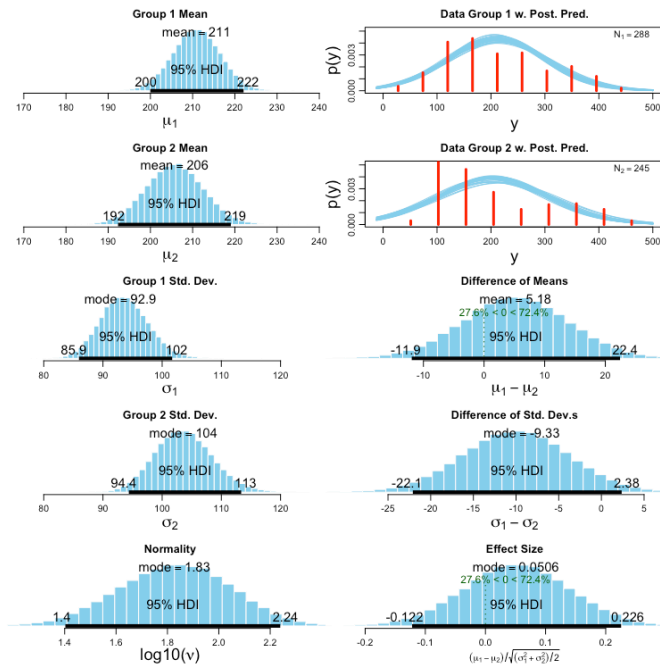 Group 1 Mean
mean = 211
95% HDI
200 222
170 180 190 200 210 220 230 240
μ1
Data Group 1 w. Post. Pred.
N1 = 288
p(y)
0.000 0.003
0 100 200 300 400 500
y
Group 2 Mean
mean = 206
95% HDI
192 219
170 180 190 200 210 220 230 240
μ2
Data Group 2 w. Post. Pred.
N2 = 245
p(y)
0.000 0.003
0 100 200 300 400 500
y
Group 1 Std. Dev.
mode = 92.9
95% HDI
85.9 102
80 90 100 110 120
σ1
Difference of Means
mean = 5.18
27.6% < 0 < 72.4%
95% HDI
-11.9 22.4
-10 0 10 20
μ1 − μ2
Group 2 Std. Dev.
mode = 104
95% HDI
94.4 113
80 90 100 110 120
σ2
Difference of Std. Dev.s
mode = -9.33
95% HDI
-22.1 2.38
-25 -20 -15 -10 -5 0 5
σ1 − σ2
Normality
mode = 1.83
95% HDI
1.4 2.24
1.4 1.6 1.8 2.0 2.2
log10(ν)
Effect Size
mode = 0.0506
27.6% < 0 < 72.4%
95% HDI
-0.122 0.226
-0.2 -0.1 0.0 0.1 0.2
(μ1 − μ2)/√(σ1² + σ2²)/2